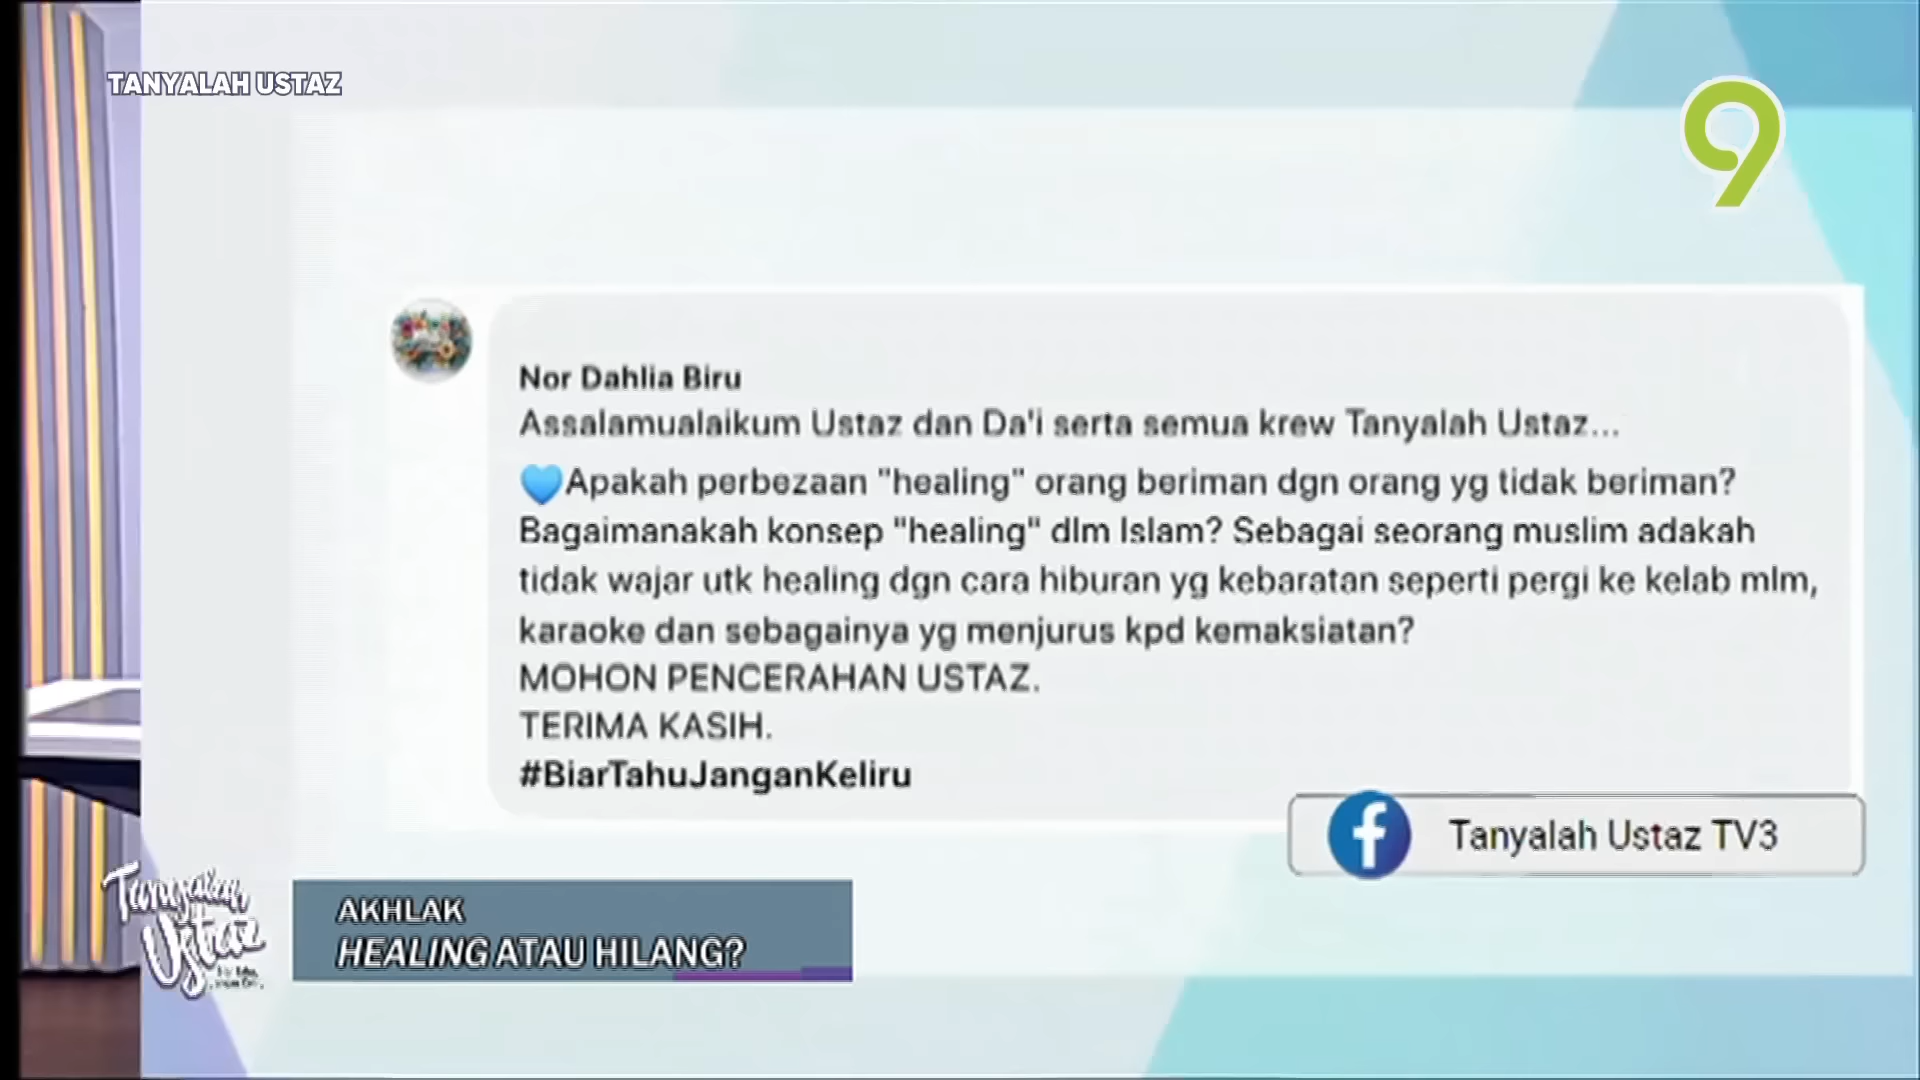 TANYALAH USTAZ
9
Nor Dahlia Biru
Assalamualaikum Ustaz dan Da'i serta semua krew Tanyalah Ustaz...
💙Apakah perbezaan "healing" orang beriman dgn orang yg tidak beriman?
Bagaimanakah konsep "healing" dlm Islam? Sebagai seorang muslim adakah
tidak wajar utk healing dgn cara hiburan yg kebaratan seperti pergi ke kelab mlm,
karaoke dan sebagainya yg menjurus kpd kemaksiatan?
MOHON PENCERAHAN USTAZ.
TERIMA KASIH.
#BiarTahuJanganKeliru
Tanyalah Ustaz TV3
Tanyalah
Ustaz
AKHLAK
HEALING ATAU HILANG?